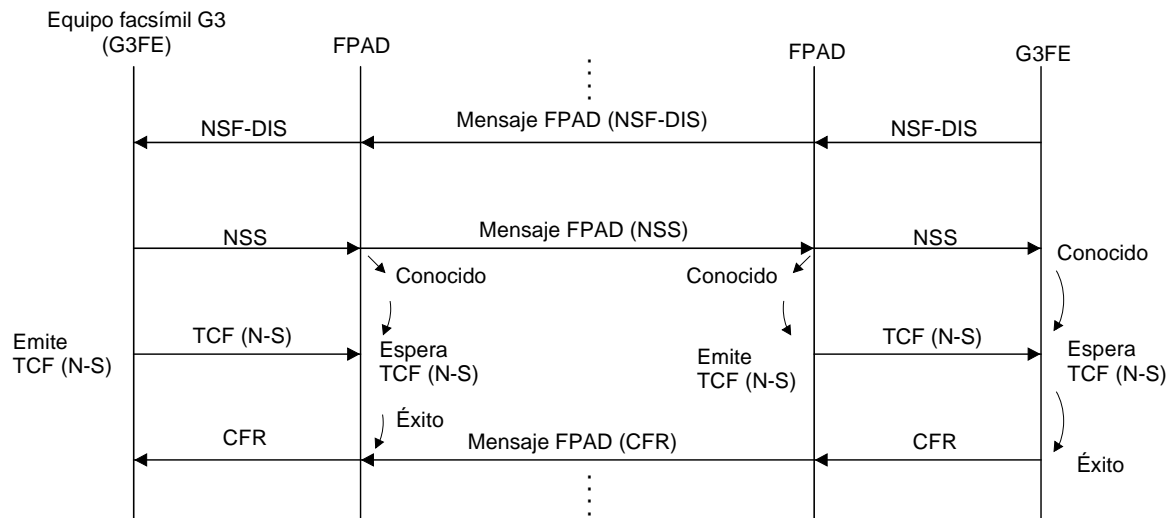 Equipo facsímil G3
(G3FE)
FPAD
FPAD
G3FE
NSF-DIS
Mensaje FPAD (NSF-DIS)
NSF-DIS
NSS
Mensaje FPAD (NSS)
NSS
Conocido
Conocido
Conocido
Emite
TCF (N-S)
TCF (N-S)
Espera
TCF (N-S)
Emite
TCF (N-S)
TCF (N-S)
Espera
TCF (N-S)
Éxito
CFR
Mensaje FPAD (CFR)
CFR
Éxito